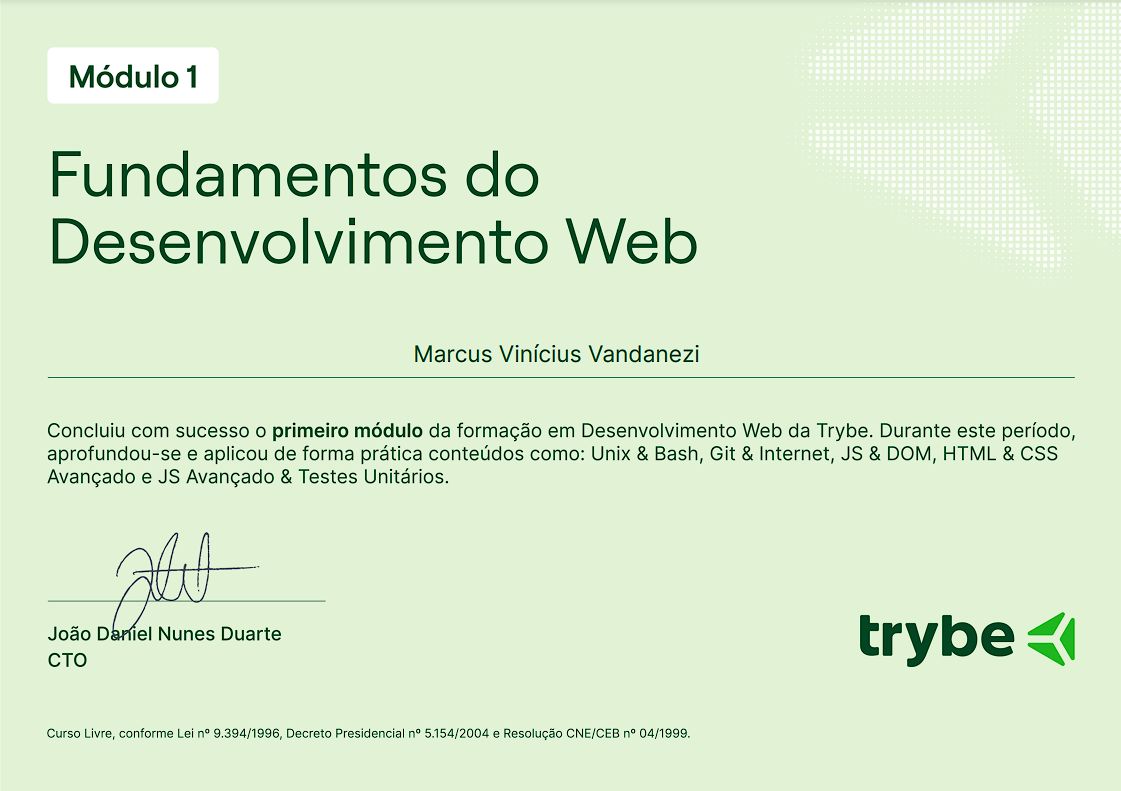 Módulo 1
Fundamentos do
Desenvolvimento Web
Marcus Vinícius Vandanezi
Concluiu com sucesso o primeiro módulo da formação em Desenvolvimento Web da Trybe. Durante este período,
aprofundou-se e aplicou de forma prática conteúdos como: Unix & Bash, Git & Internet, JS & DOM, HTML & CSS
Avançado e JS Avançado & Testes Unitários.
João Daniel Nunes Duarte
CTO
trybe
Curso Livre, conforme Lei nº 9.394/1996, Decreto Presidencial nº 5.154/2004 e Resolução CNE/CEB nº 04/1999.